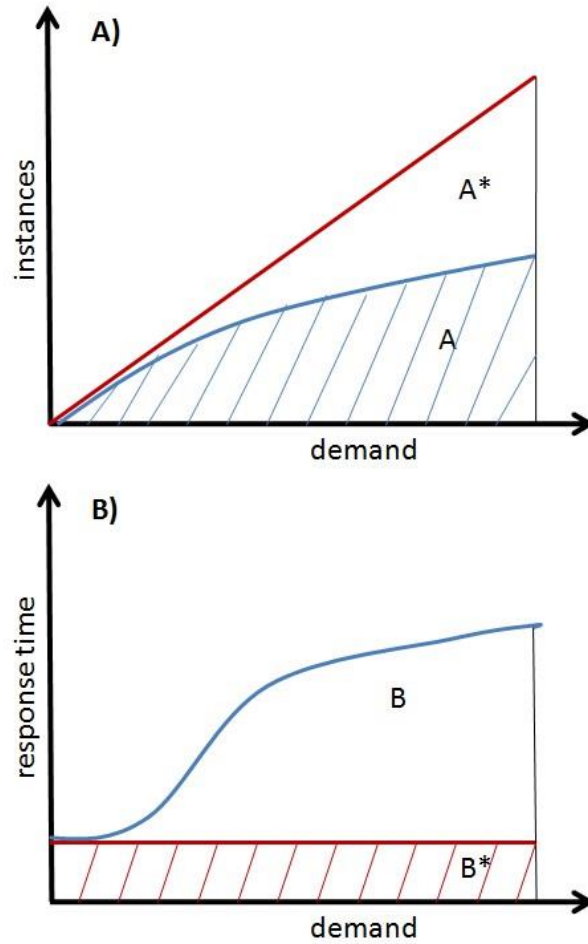 A)
instances
A*
A
demand
B)
response time
B
B*
demand